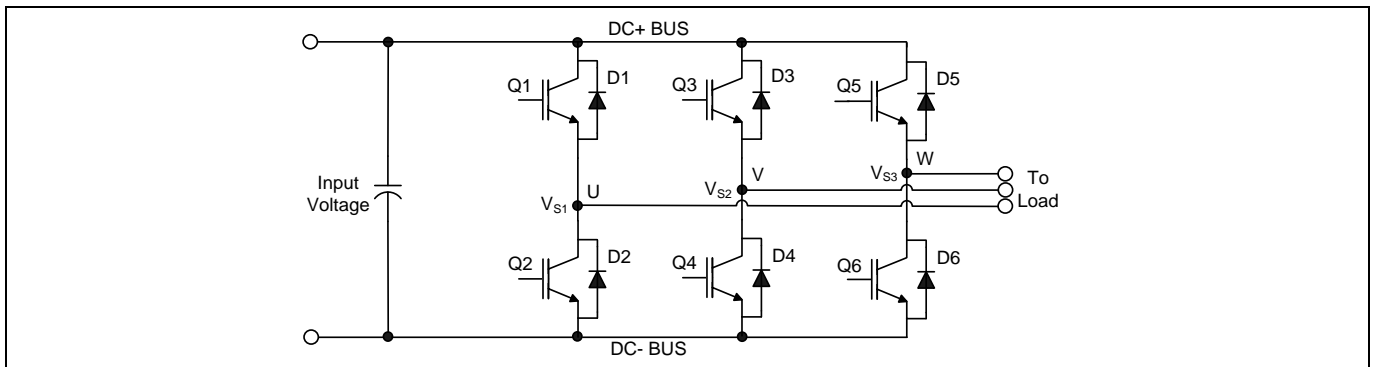 DC+ BUS
Q1
D1
Q3
D3
Q5
D5
Input
Voltage
VS1
U
VS2
V
VS3
W
To
Load
Q2
D2
Q4
D4
Q6
D6
DC- BUS